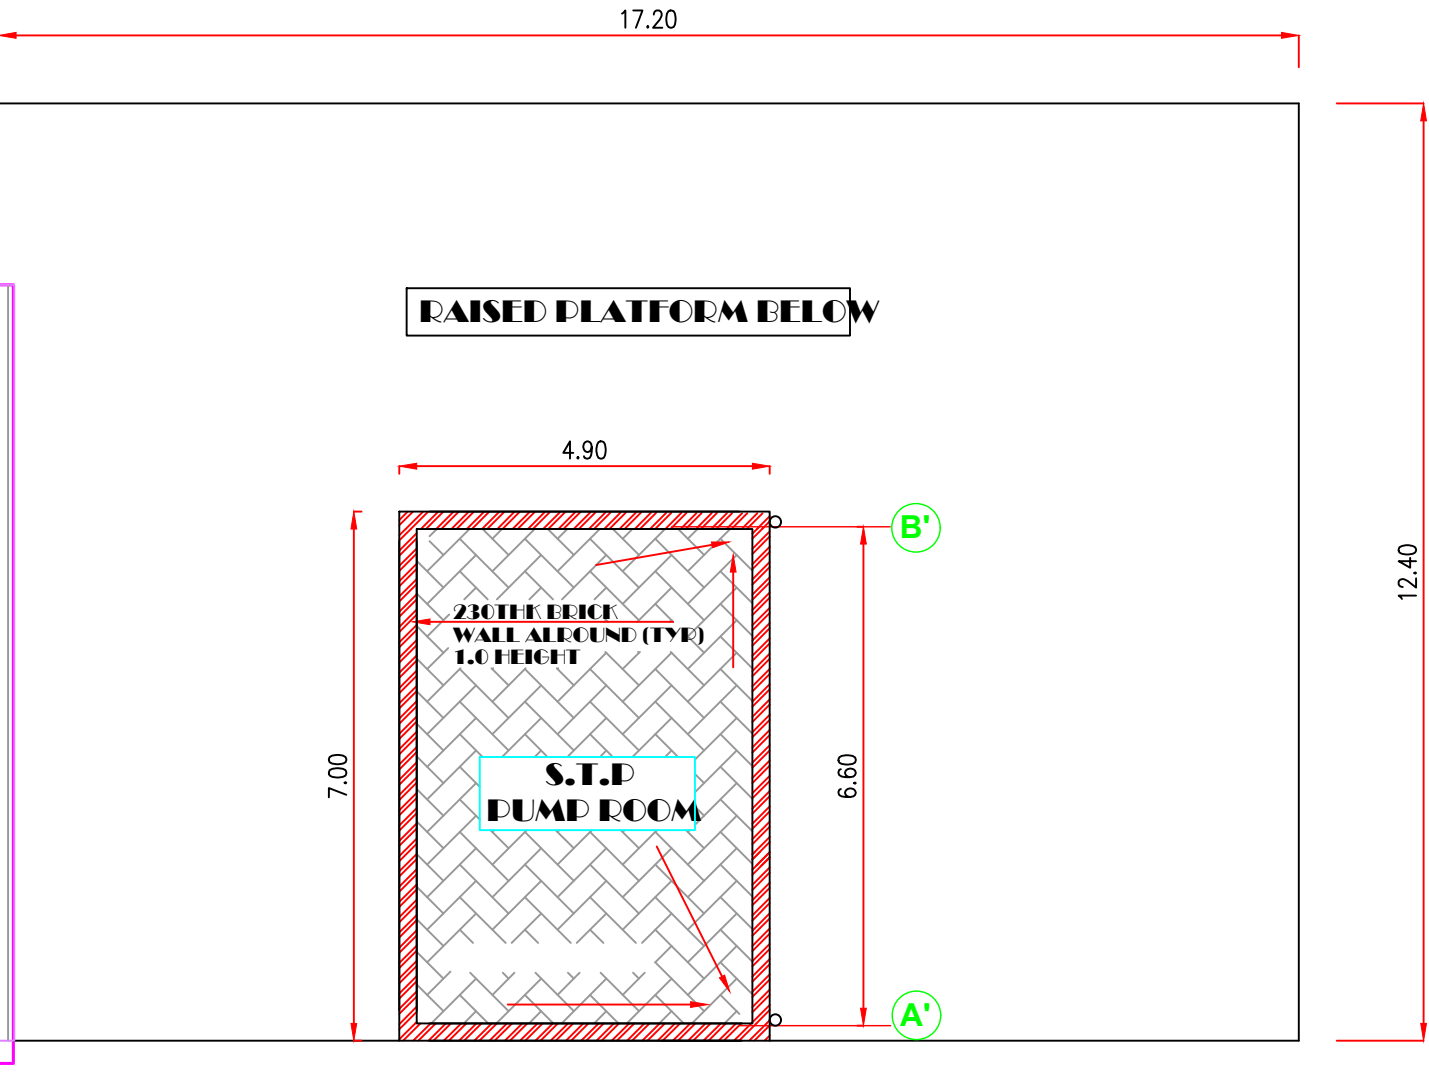 17.20
RAISED PLATFORM BELOW
4.90
B'
12.40
230THK BRICK
WALL ALROUND (TYP)
1.0 HEIGHT
7.00
6.60
S.T.P
PUMP ROOM
A'